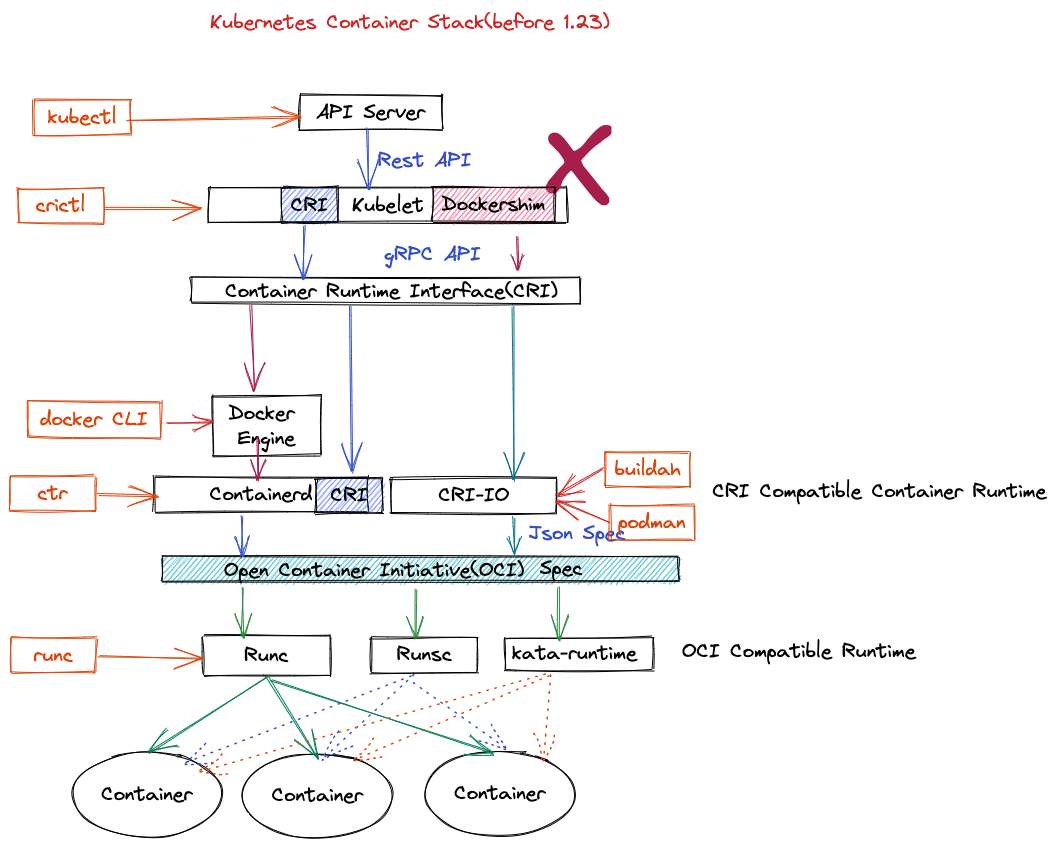 Kubernetes Container Stack(before 1.23)
kubectl
API Server
Rest API
crictl
CRI
Kubelet
Dockershim
gRPC API
Container Runtime Interface(CRI)
docker CLI
Docker
Engine
buildah
ctr
Containerd
CRI
CRI-IO
CRI Compatible Container Runtime
podman
Json Spec
Open Container Initiative(OCI) Spec
runc
Runc
Runsc
kata-runtime
OCI Compatible Runtime
Container
Container
Container